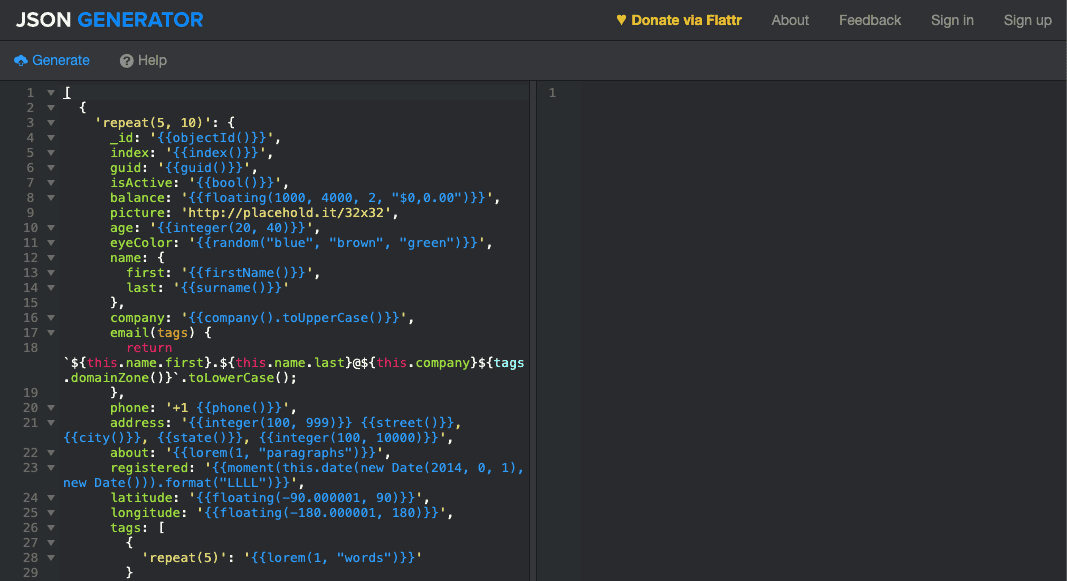 JSON GENERATOR
♥ Donate via Flattr About Feedback Sign in Sign up
Generate ? Help
1 [
2 {
3 'repeat(5, 10)': {
4 _id: '{{objectId()}}',
5 index: '{{index()}}',
6 guid: '{{guid()}}',
7 isActive: '{{bool()}}',
8 balance: '{{floating(1000, 4000, 2, "$0,0.00")}}',
9 picture: 'http://placehold.it/32x32',
10 age: '{{integer(20, 40)}}',
11 eyeColor: '{{random("blue", "brown", "green")}}',
12 name: {
13 first: '{{firstName()}}',
14 last: '{{surname()}}'
15 },
16 company: '{{company().toUpperCase()}}',
17 email(tags) {
18 return
`${this.name.first}.${this.name.last}@${this.company}${tags
.domainZone()}`.toLowerCase();
19 },
20 phone: '+1 {{phone()}}',
21 address: '{{integer(100, 999)}} {{street()}},
{{city()}}, {{state()}}, {{integer(100, 10000)}}',
22 about: '{{lorem(1, "paragraphs")}}',
23 registered: '{{moment(this.date(new Date(2014, 0, 1),
new Date())).format("LLLL")}}',
24 latitude: '{{floating(-90.000001, 90)}}',
25 longitude: '{{floating(-180.000001, 180)}}',
26 tags: [
27 {
28 'repeat(5)': '{{lorem(1, "words")}}'
29 }
1